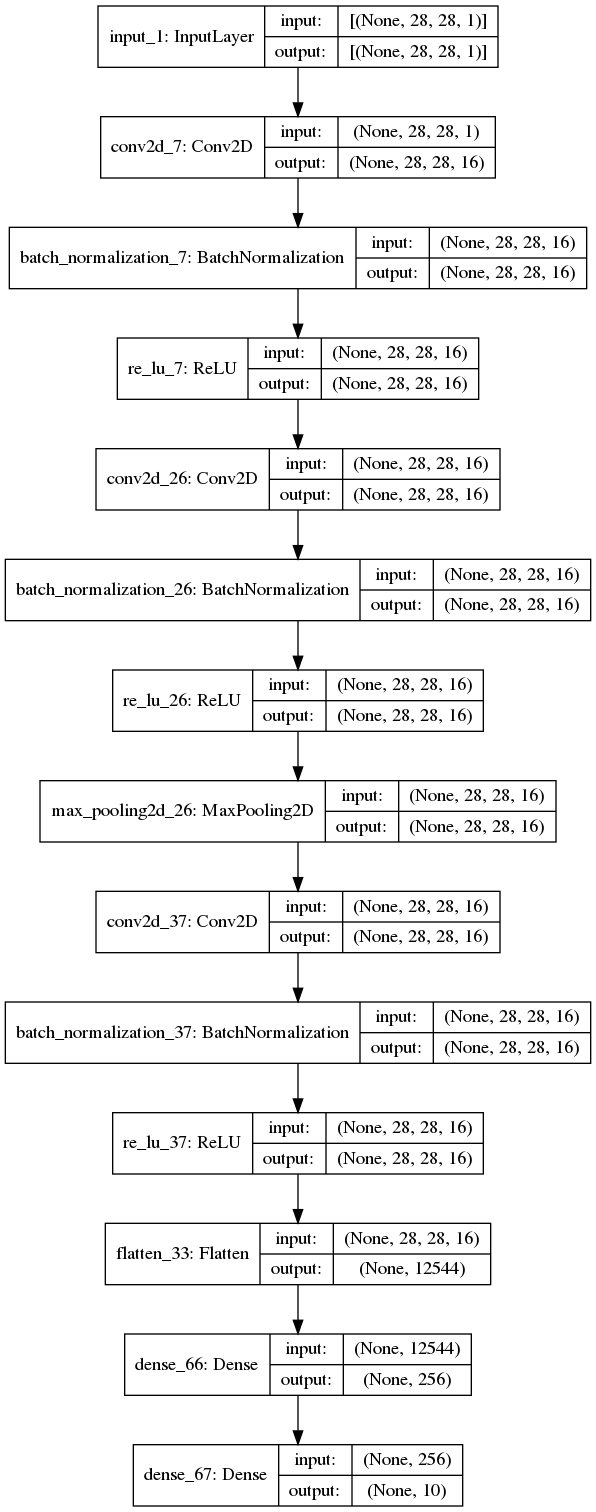 input_1: InputLayer
input: [(None, 28, 28, 1)]
output: [(None, 28, 28, 1)]
conv2d_7: Conv2D
input: (None, 28, 28, 1)
output: (None, 28, 28, 16)
batch_normalization_7: BatchNormalization
input: (None, 28, 28, 16)
output: (None, 28, 28, 16)
re_lu_7: ReLU
input: (None, 28, 28, 16)
output: (None, 28, 28, 16)
conv2d_26: Conv2D
input: (None, 28, 28, 16)
output: (None, 28, 28, 16)
batch_normalization_26: BatchNormalization
input: (None, 28, 28, 16)
output: (None, 28, 28, 16)
re_lu_26: ReLU
input: (None, 28, 28, 16)
output: (None, 28, 28, 16)
max_pooling2d_26: MaxPooling2D
input: (None, 28, 28, 16)
output: (None, 28, 28, 16)
conv2d_37: Conv2D
input: (None, 28, 28, 16)
output: (None, 28, 28, 16)
batch_normalization_37: BatchNormalization
input: (None, 28, 28, 16)
output: (None, 28, 28, 16)
re_lu_37: ReLU
input: (None, 28, 28, 16)
output: (None, 28, 28, 16)
flatten_33: Flatten
input: (None, 28, 28, 16)
output: (None, 12544)
dense_66: Dense
input: (None, 12544)
output: (None, 256)
dense_67: Dense
input: (None, 256)
output: (None, 10)